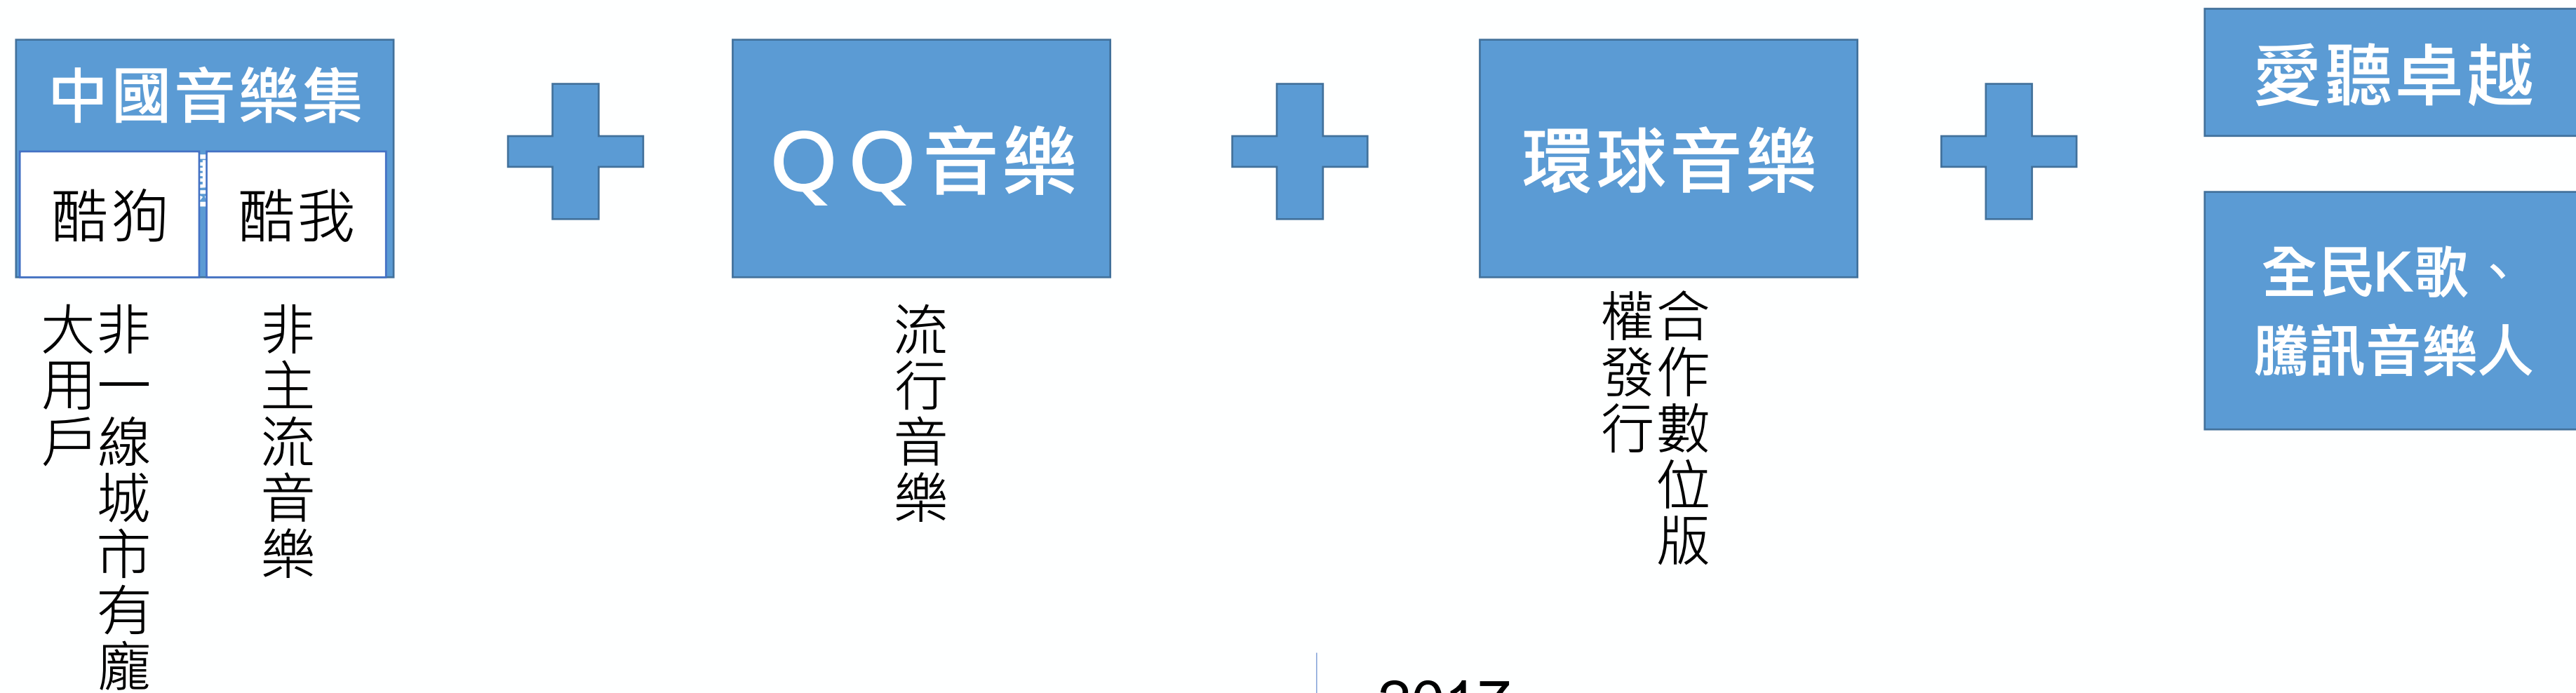 中國音樂集
酷狗
酷我
非一線城市有龐
大用戶
非主流音樂
QQ音樂
流行音樂
環球音樂
合作數位版
權發行
愛聽卓越
全民K歌、
騰訊音樂人
2017